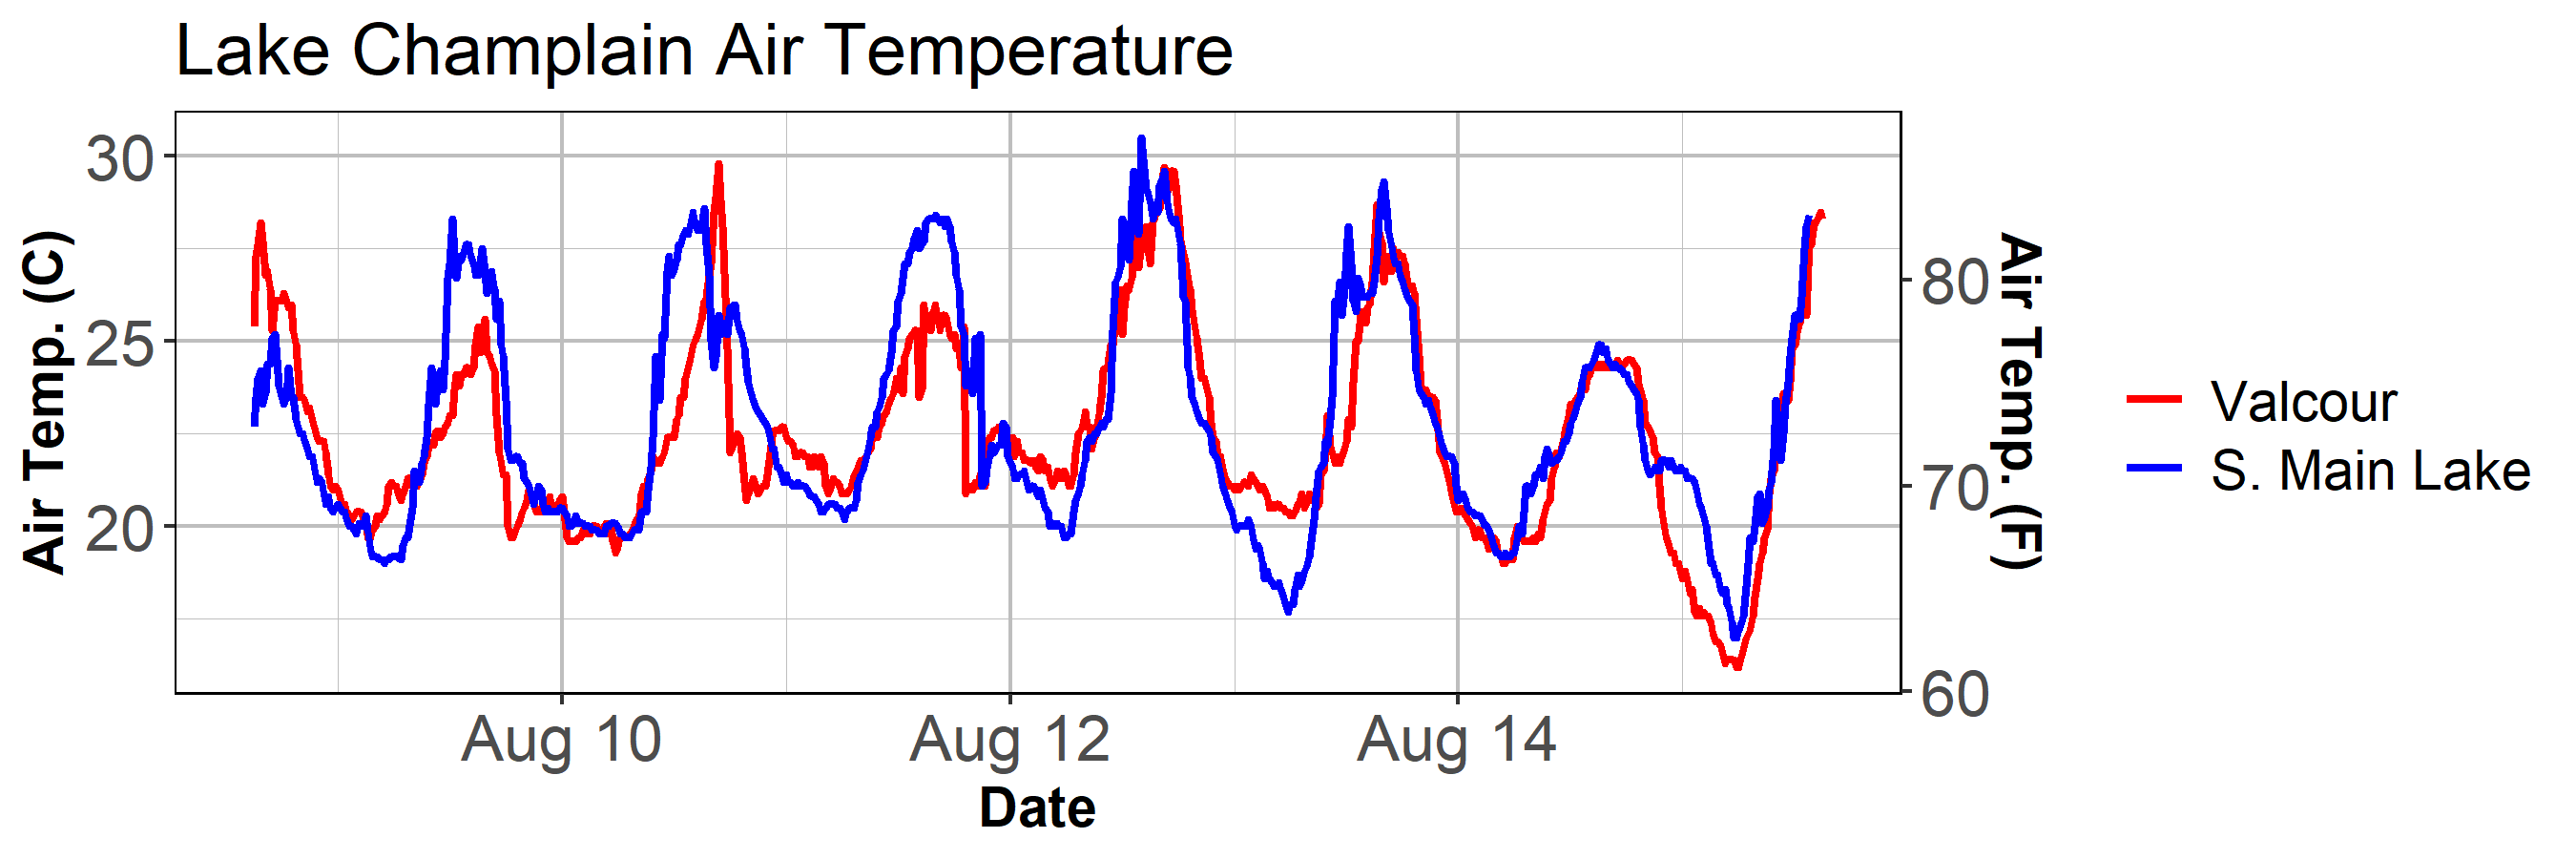 Lake Champlain Air Temperature
Air Temp. (C)
30
25
20
Air Temp. (F)
80
70
60
Aug 10
Aug 12
Aug 14
Date
Valcour
S. Main Lake